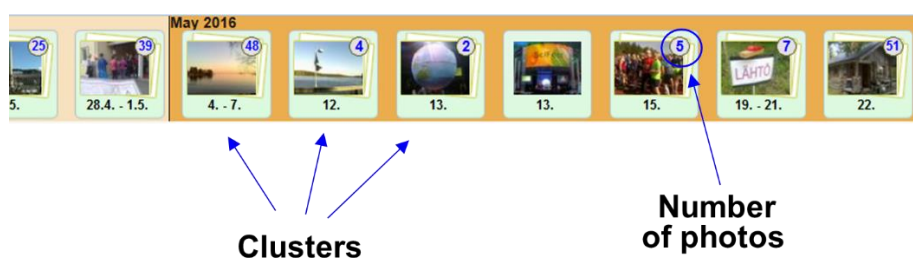 May 2016
25
39
48
4
2
5
7
51
LÄHTÖ
5.
28.4. - 1.5.
4. - 7.
12.
13.
13.
15.
19. - 21.
22.
Clusters
Number
of photos